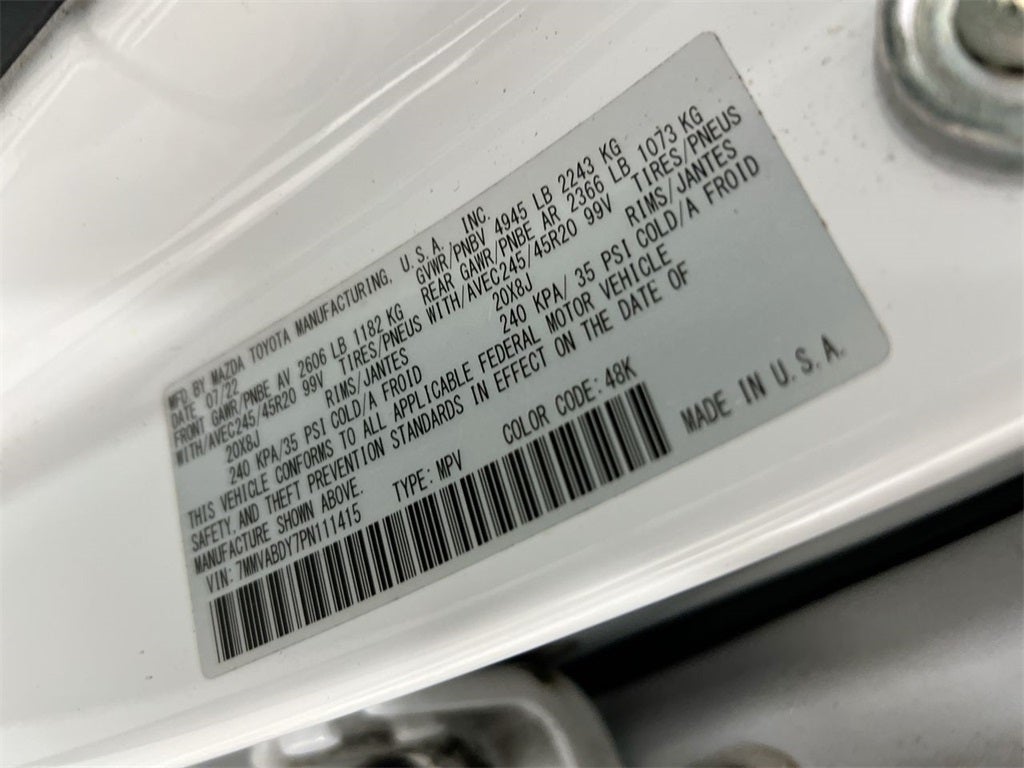 MFD. BY MAZDA TOYOTA MANUFACTURING, U.S.A. INC.
DATE 07/22 GVWR/PNBV 4945 LB 2243 KG
FRONT GAWR/PNBE AV 2606 LB 1182 KG REAR GAWR/PNBE AR 2366 LB 1073 KG
WITH/AVEC245/45R20 99V TIRES/PNEUS WITH/AVEC245/45R20 99V TIRES/PNEUS
20X8J RIMS/JANTES 20X8J RIMS/JANTES
240 KPA/35 PSI COLD/A FROID 240 KPA/ 35 PSI COLD/A FROID
THIS VEHICLE CONFORMS TO ALL APPLICABLE FEDERAL MOTOR VEHICLE
SAFETY, AND THEFT PREVENTION STANDARDS IN EFFECT ON THE DATE OF
MANUFACTURE SHOWN ABOVE.
VIN: 7MMVABDY7PN111415 TYPE: MPV COLOR CODE: 48K
MADE IN U.S.A.